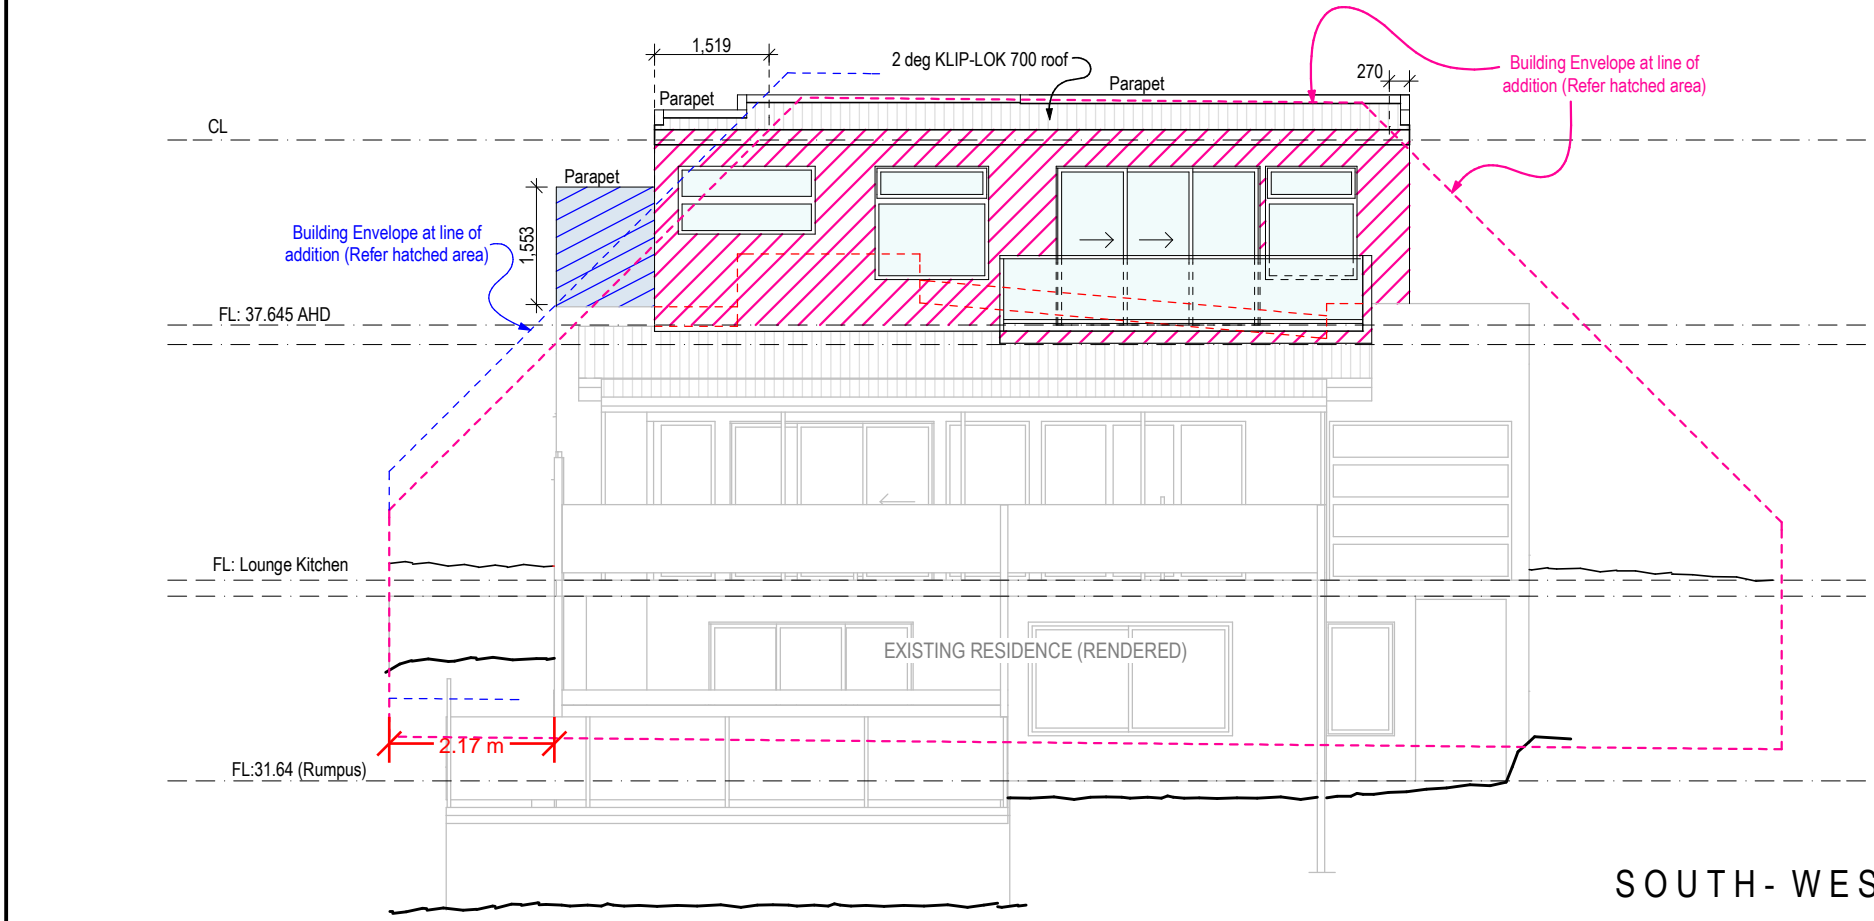 1,519
2 deg KLIP-LOK 700 roof
270
Building Envelope at line of
addition (Refer hatched area)
Parapet
Parapet
CL
Parapet
Building Envelope at line of
addition (Refer hatched area)
1,553
FL: 37.645 AHD
FL: Lounge Kitchen
EXISTING RESIDENCE (RENDERED)
2.17 m
FL:31.64 (Rumpus)
SOUTH- WES